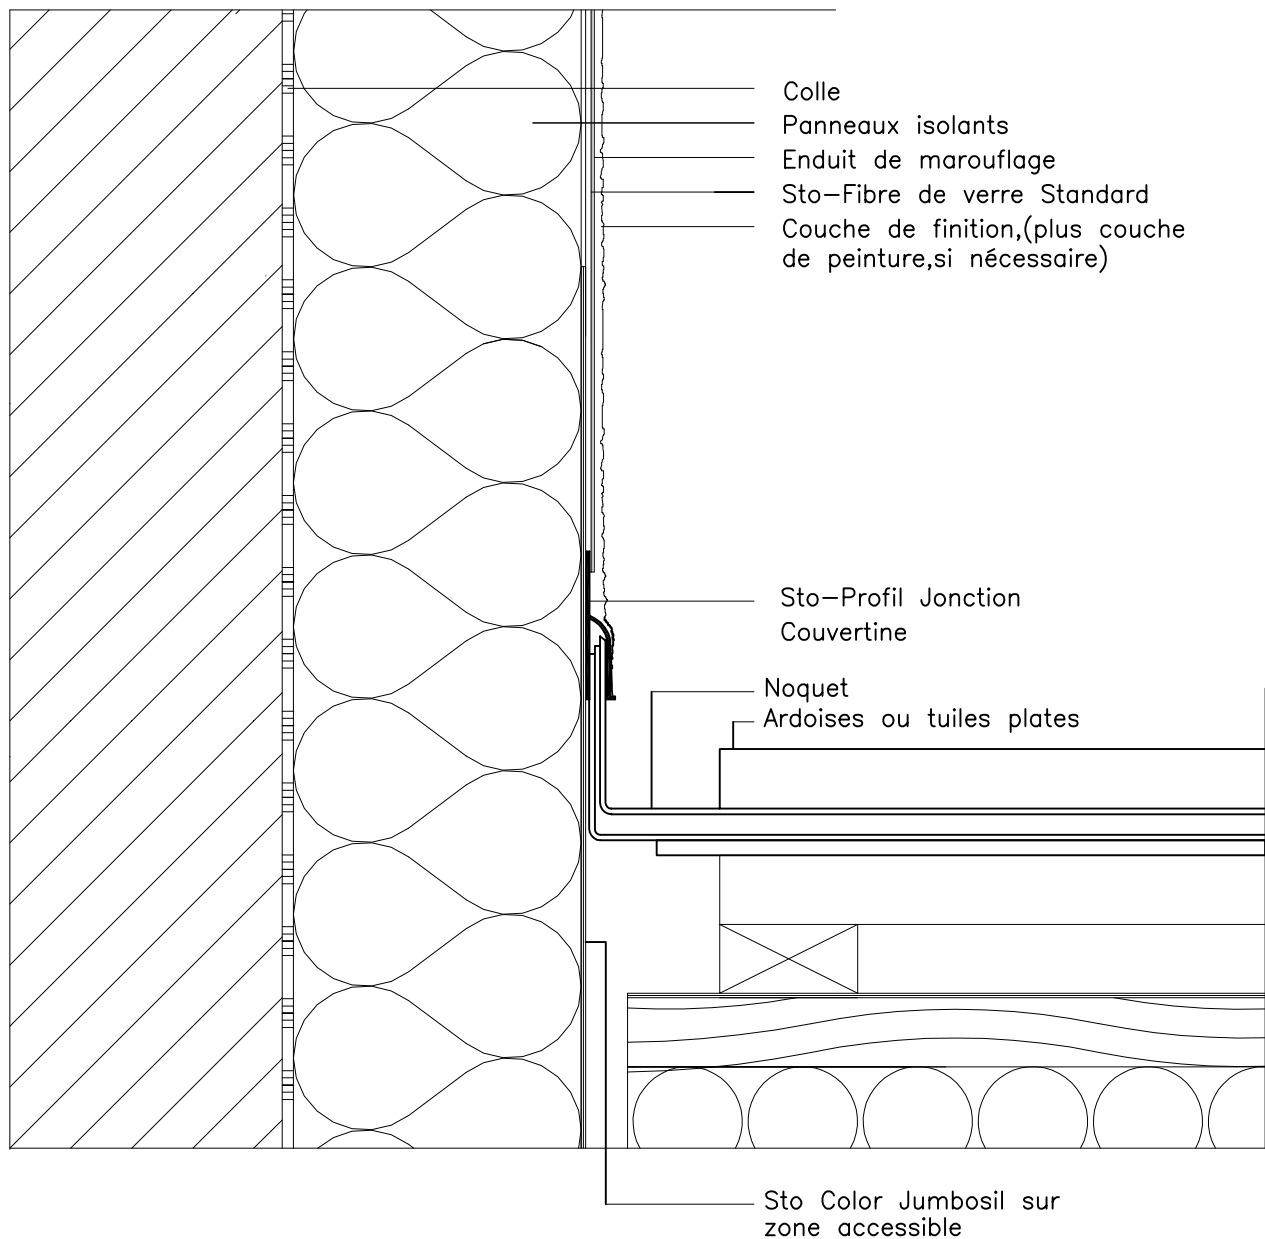 Colle
Panneaux isolants
Enduit de marouflage
Sto-Fibre de verre Standard
Couche de finition,(plus couche
de peinture,si nécessaire)
Sto-Profil Jonction
Couvertine
Noquet
Ardoises ou tuiles plates
Sto Color Jumbosil sur
zone accessible